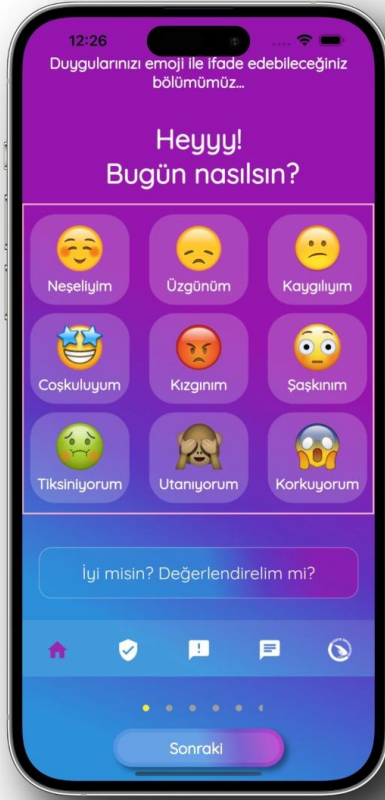 12:26
Duygularınızı emoji ile ifade edebileceğiniz
bölümümüz...
Heyyy!
Bugün nasılsın?
Neşeliyim
Üzgünüm
Kaygılıyım
Coşkuluyum
Kızgınım
Şaşkınım
Tiksiniyorum
Utanıyorum
Korkuyorum
İyi misin? Değerlendirelim mi?
Sonraki